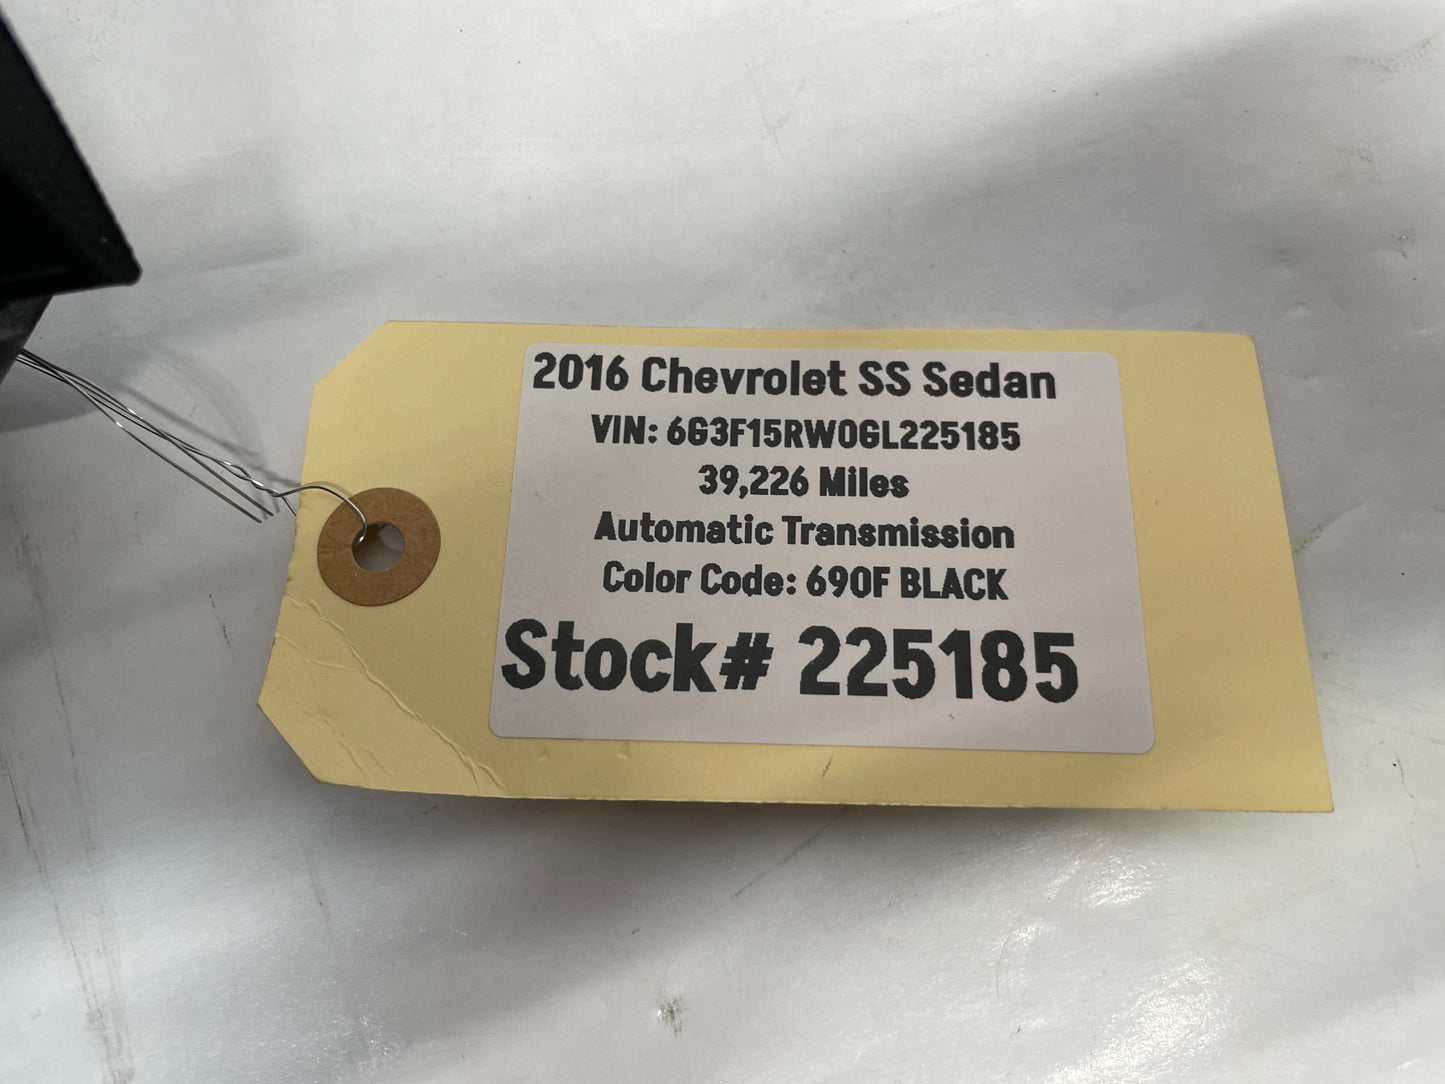 2016 Chevrolet SS Sedan
VIN: 6G3F15RW0GL225185
39,226 Miles
Automatic Transmission
Color Code: 690F BLACK
Stock# 225185